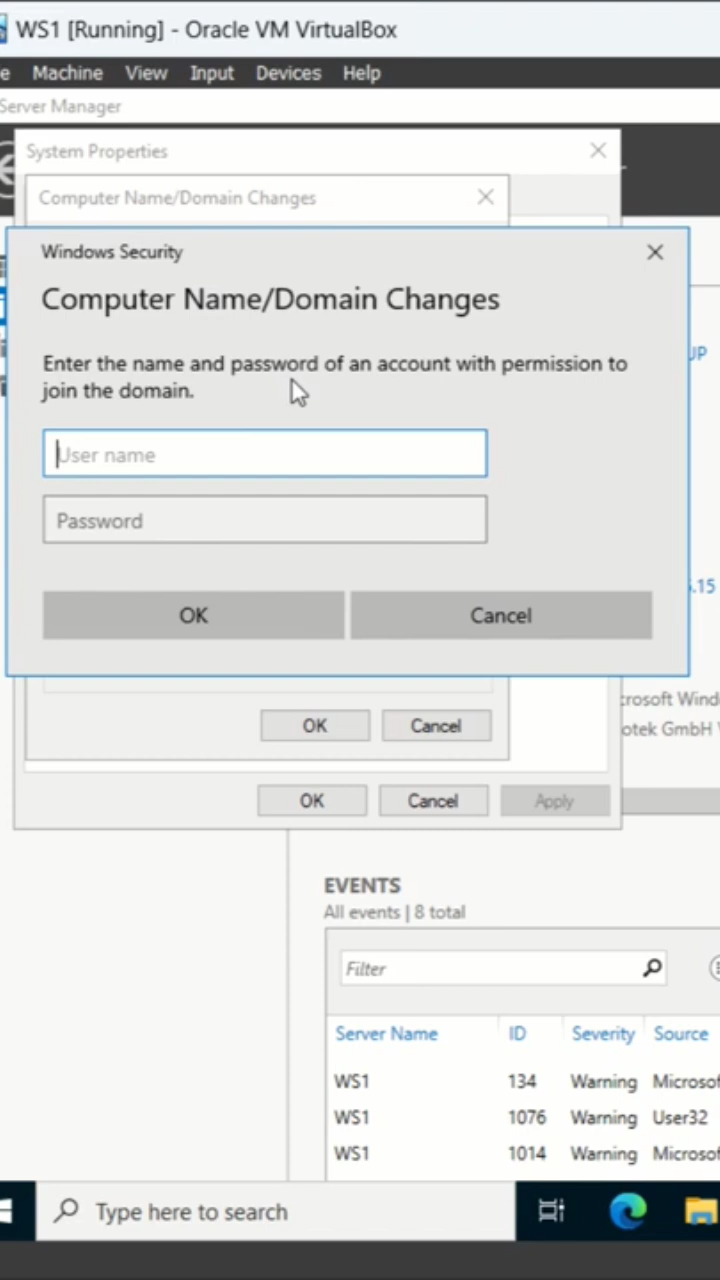 WS1 [Running] - Oracle VM VirtualBox
Machine View Input Devices Help
Server Manager
System Properties
Computer Name/Domain Changes
Windows Security
Computer Name/Domain Changes
Enter the name and password of an account with permission to
join the domain.
User name
Password
OK Cancel
OK Cancel
OK Cancel Apply
EVENTS
All events | 8 total
Filter
Server Name ID Severity Source
WS1 134 Warning Microsof
WS1 1076 Warning User32
WS1 1014 Warning Microsof
Type here to search